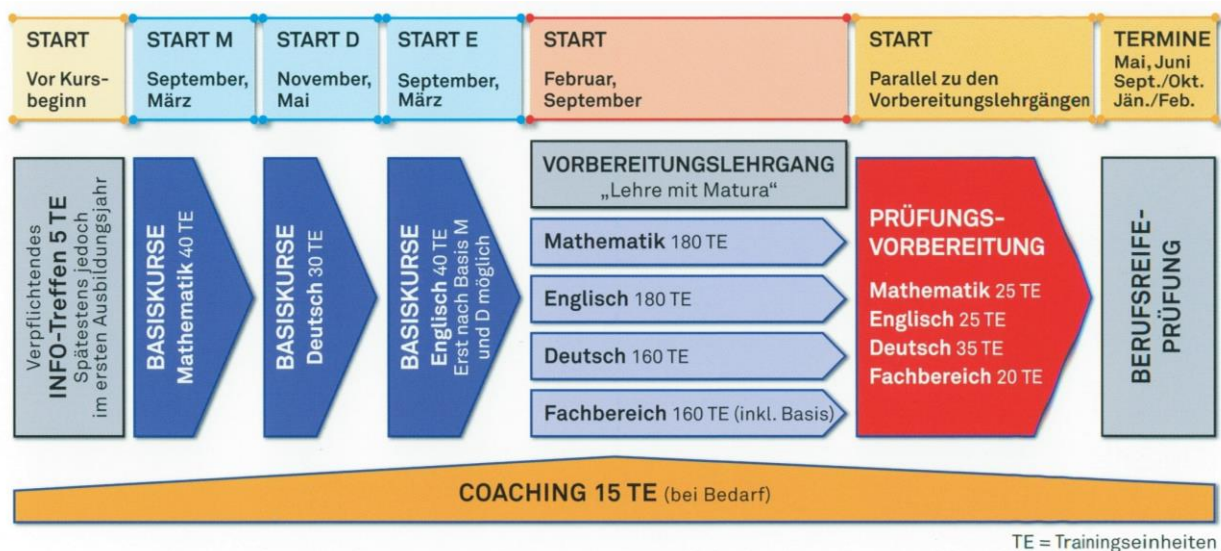 START
Vor Kurs-
beginn
START M
September,
März
START D
November,
Mai
START E
September,
März
START
Februar,
September
START
Parallel zu den
Vorbereitungslehrgängen
TERMINE
Mai, Juni
Sept./Okt.
Jän./Feb.
Verpflichtendes
INFO-Treffen 5 TE
Spätestens jedoch
im ersten Ausbildungsjahr
BASISKURSE
Mathematik 40 TE
BASISKURSE
Deutsch 30 TE
BASISKURSE
Englisch 40 TE
Erst nach Basis M
und D möglich
VORBEREITUNGSLEHRGANG
„Lehre mit Matura“
Mathematik 180 TE
Englisch 180 TE
Deutsch 160 TE
Fachbereich 160 TE (inkl. Basis)
PRÜFUNGS-
VORBEREITUNG
Mathematik 25 TE
Englisch 25 TE
Deutsch 35 TE
Fachbereich 20 TE
BERUFSREIFE-
PRÜFUNG
COACHING 15 TE (bei Bedarf)
TE = Trainingseinheiten